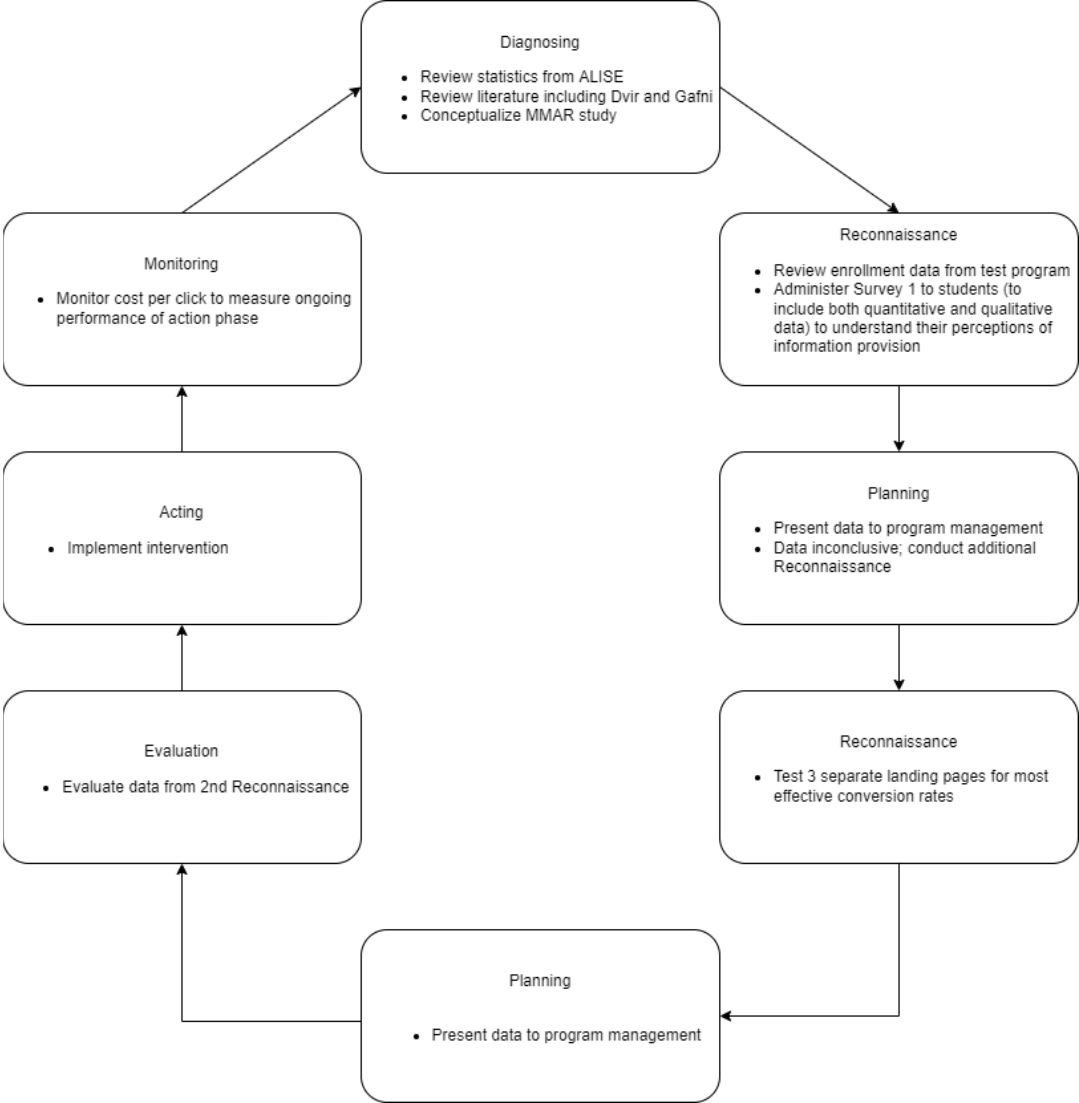 Diagnosing
• Review statistics from ALISE
• Review literature including Dvir and Gafni
• Conceptualize MMAR study
Reconnaissance
• Review enrollment data from test program
• Administer Survey 1 to students (to
include both quantitative and qualitative
data) to understand their perceptions of
information provision
Planning
• Present data to program management
• Data inconclusive; conduct additional
Reconnaissance
Reconnaissance
• Test 3 separate landing pages for most
effective conversion rates
Planning
• Present data to program management
Evaluation
• Evaluate data from 2nd Reconnaissance
Acting
• Implement intervention
Monitoring
• Monitor cost per click to measure ongoing
performance of action phase